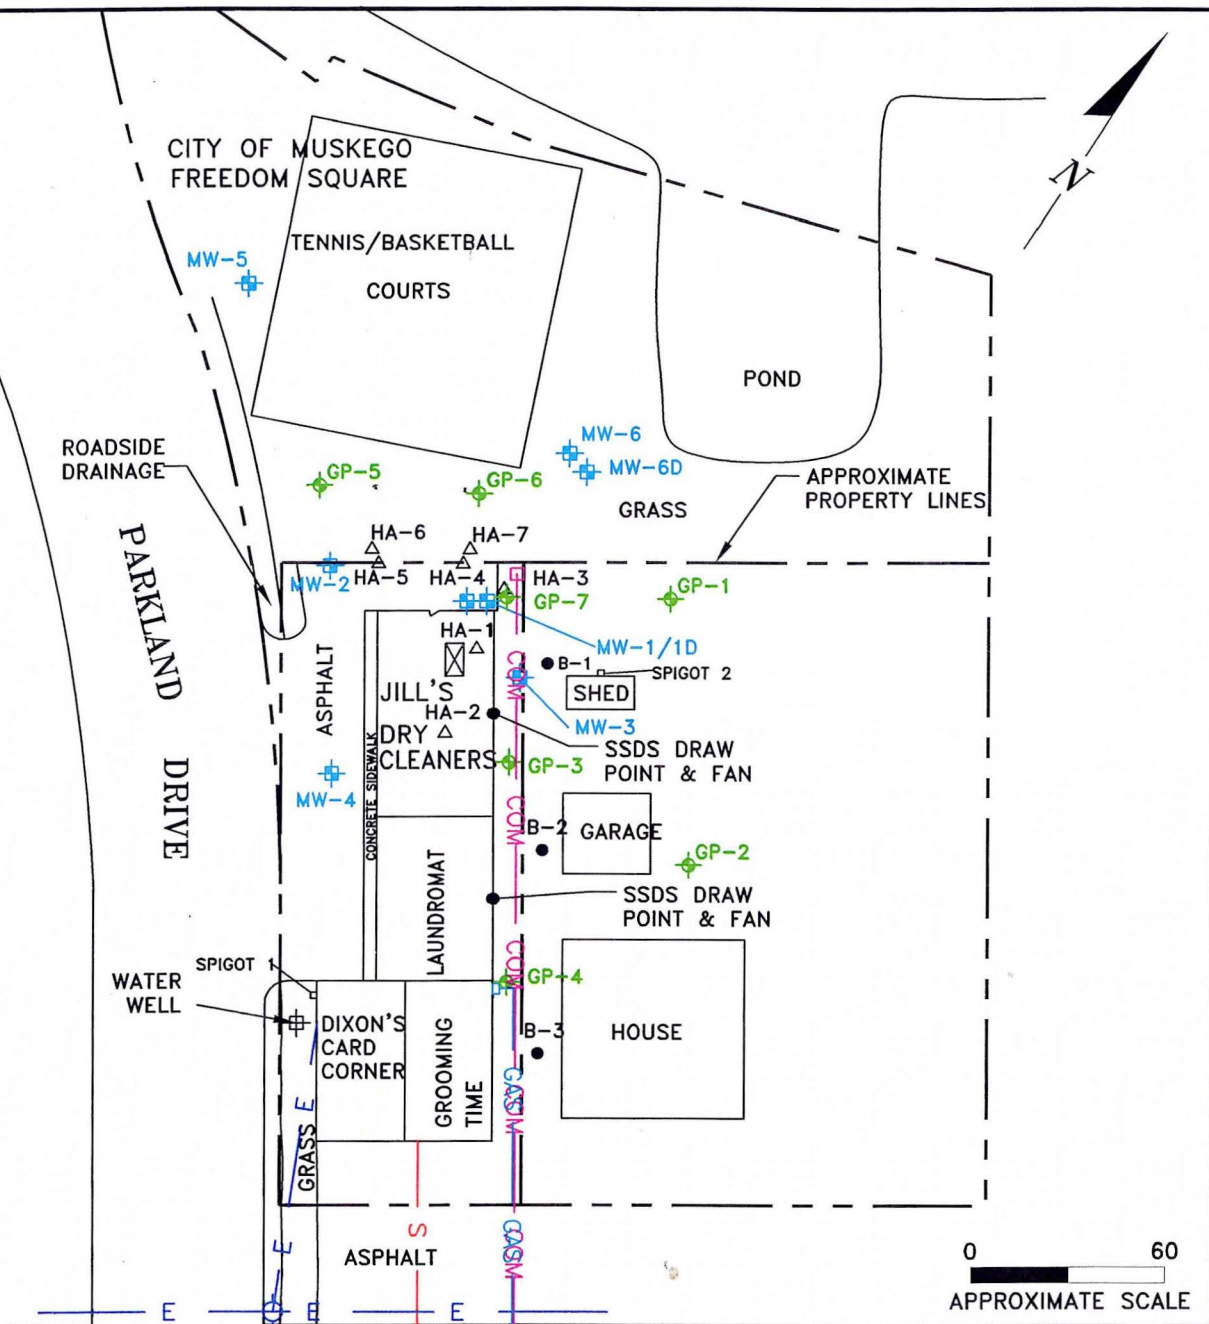 CITY OF MUSKEGO
FREEDOM SQUARE
N
TENNIS/BASKETBALL
COURTS
MW-5
POND
ROADSIDE
DRAINAGE
MW-6
MW-6D
GP-5
GP-6
GRASS
APPROXIMATE
PROPERTY LINES
PARKLAND DRIVE
HA-6
HA-7
MW-2
HA-5
HA-4
HA-3
GP-7
GP-1
HA-1
MW-1/1D
COM
B-1
SPIGOT 2
SHED
ASPHALT
JILL'S
DRY
CLEANERS
HA-2
MW-3
SSDS DRAW
POINT & FAN
GP-3
MW-4
CONCRETE SIDEWALK
COM
B-2
GARAGE
GP-2
LAUNDROMAT
SSDS DRAW
POINT & FAN
COM
GP-4
SPIGOT 1
WATER
WELL
DIXON'S
CARD
CORNER
GROOMING
TIME
B-3
HOUSE
GAS
COM
E
GRASS
S
GAS
COM
E
ASPHALT
E
E
E
0 60
APPROXIMATE SCALE